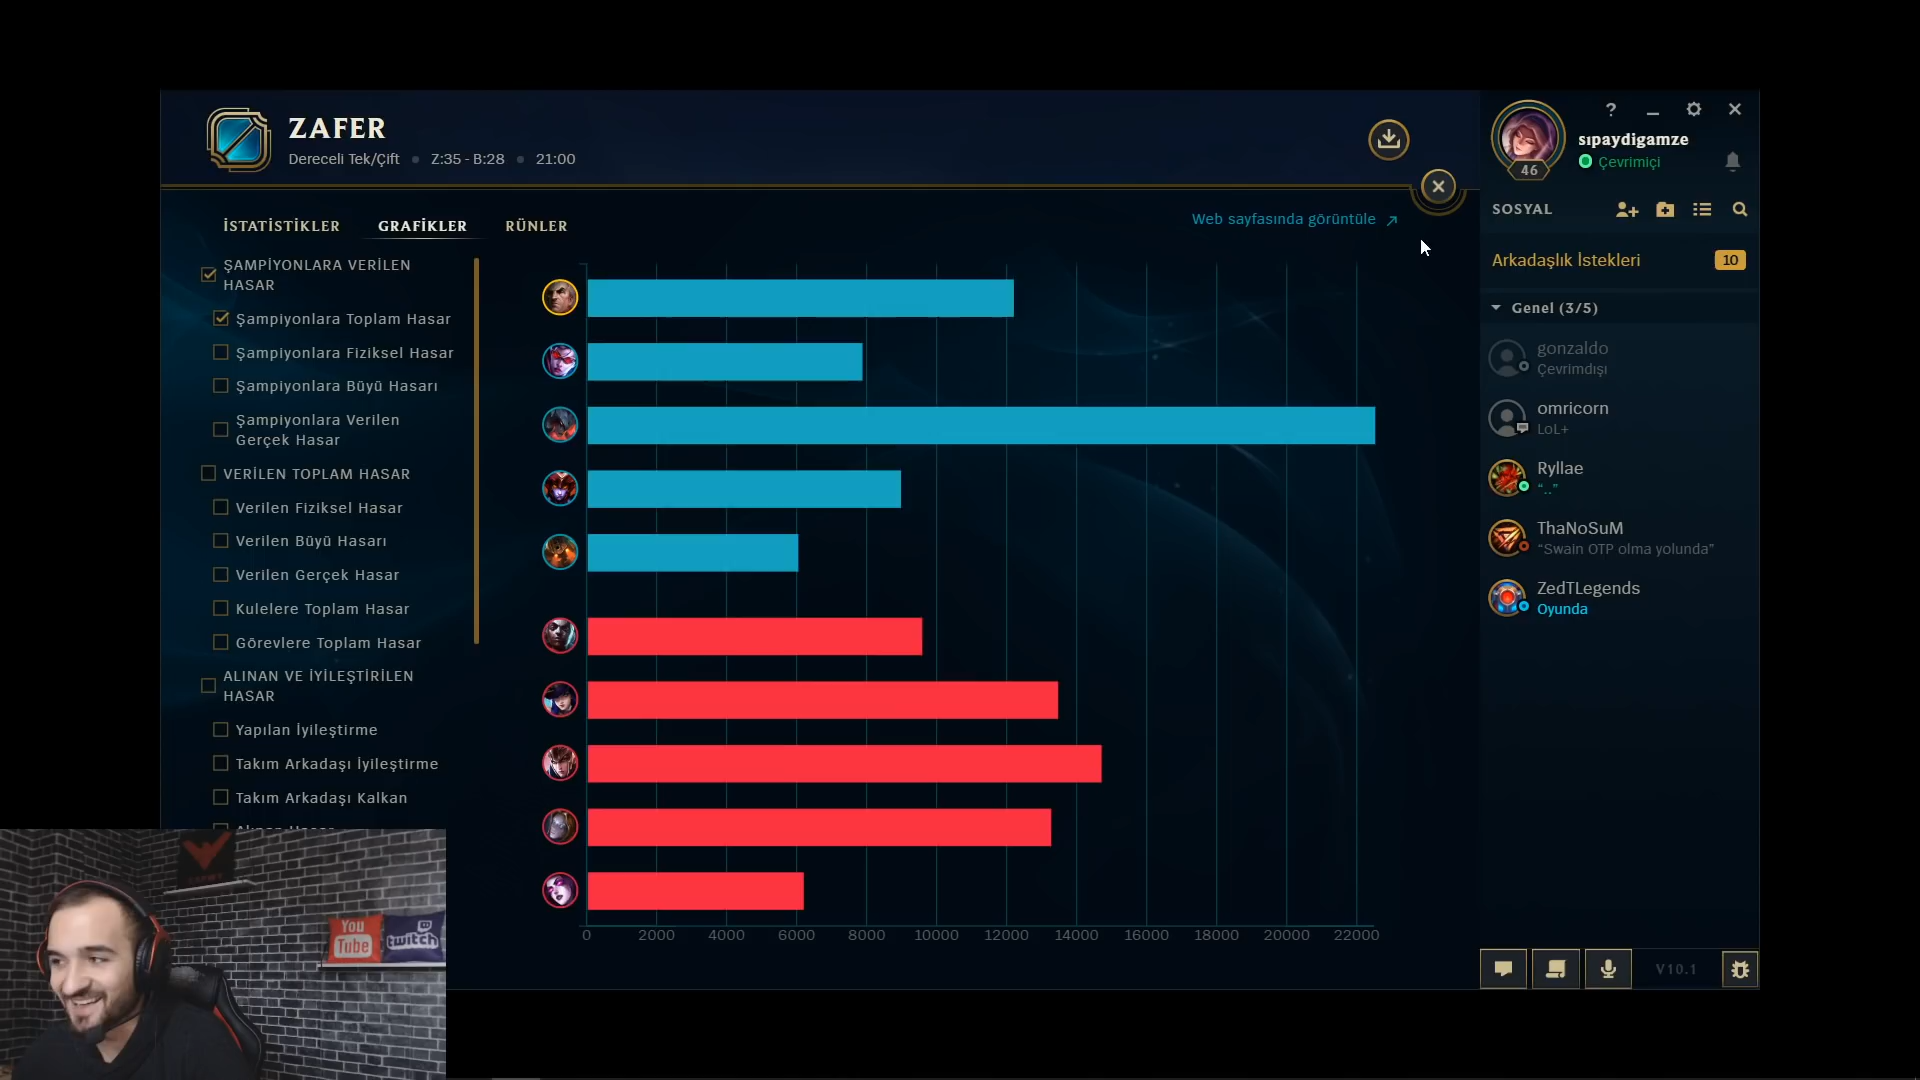 ZAFER
Dereceli Tek/Çift • Z:35 - B:28 • 21:00
İSTATİSTİKLER GRAFİKLER RÜNLER
Web sayfasında görüntüle
ŞAMPİYONLARA VERİLEN
HASAR
Şampiyonlara Toplam Hasar
Şampiyonlara Fiziksel Hasar
Şampiyonlara Büyü Hasarı
Şampiyonlara Verilen
Gerçek Hasar
VERİLEN TOPLAM HASAR
Verilen Fiziksel Hasar
Verilen Büyü Hasarı
Verilen Gerçek Hasar
Kulelere Toplam Hasar
Görevlere Toplam Hasar
ALINAN VE İYİLEŞTİRİLEN
HASAR
Yapılan İyileştirme
Takım Arkadaşı İyileştirme
Takım Arkadaşı Kalkan
0 2000 4000 6000 8000 10000 12000 14000 16000 18000 20000 22000
?
sıpaydigamze
Çevrimiçi
46
SOSYAL
Arkadaşlık İstekleri 10
Genel (3/5)
gonzaldo
Çevrimdışı
omricorn
LoL+
Ryllae
“..”
ThaNoSuM
“Swain OTP olma yolunda”
ZedTLegends
Oyunda
V10.1
You
Tube
twitch